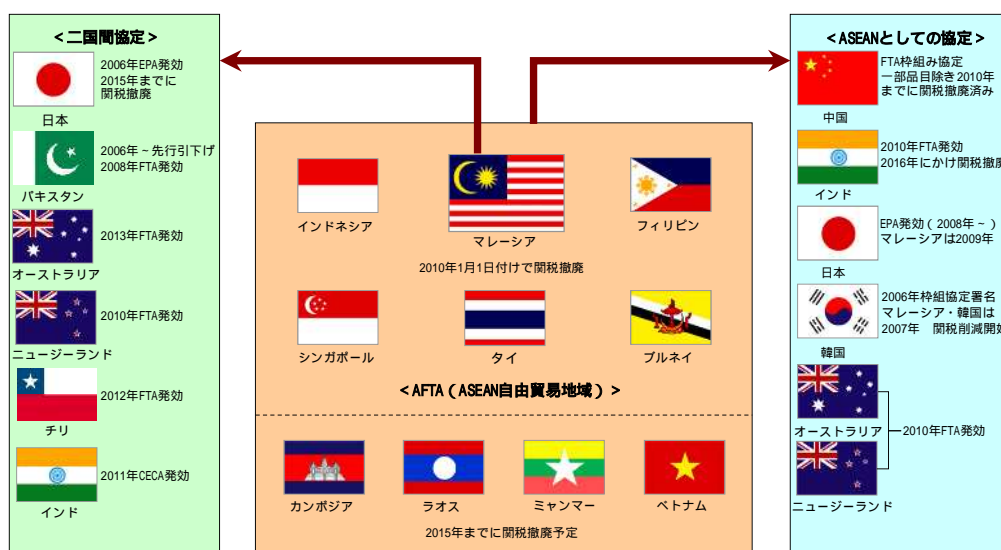 <二国間協定>
2006年EPA発効
2015年までに
関税撤廃
日本
2006年~先行引下げ
2008年FTA発効
パキスタン
2013年FTA発効
オーストラリア
2010年FTA発効
ニュージーランド
2012年FTA発効
チリ
2011年CECA発効
インド
インドネシア
マレーシア
フィリピン
2010年1月1日付けで関税撤廃
シンガポール
タイ
ブルネイ
<AFTA(ASEAN自由貿易地域)>
カンボジア
ラオス
ミャンマー
ベトナム
2015年までに関税撤廃予定
<ASEANとしての協定>
FTA枠組み協定
一部品目除き2010年
までに関税撤廃済み
中国
2010年FTA発効
2016年にかけ関税撤廃
インド
EPA発効(2008年~)
マレーシアは2009年
日本
2006年枠組協定署名
マレーシア・韓国は
2007年 関税削減開始
韓国
オーストラリア
2010年FTA発効
ニュージーランド